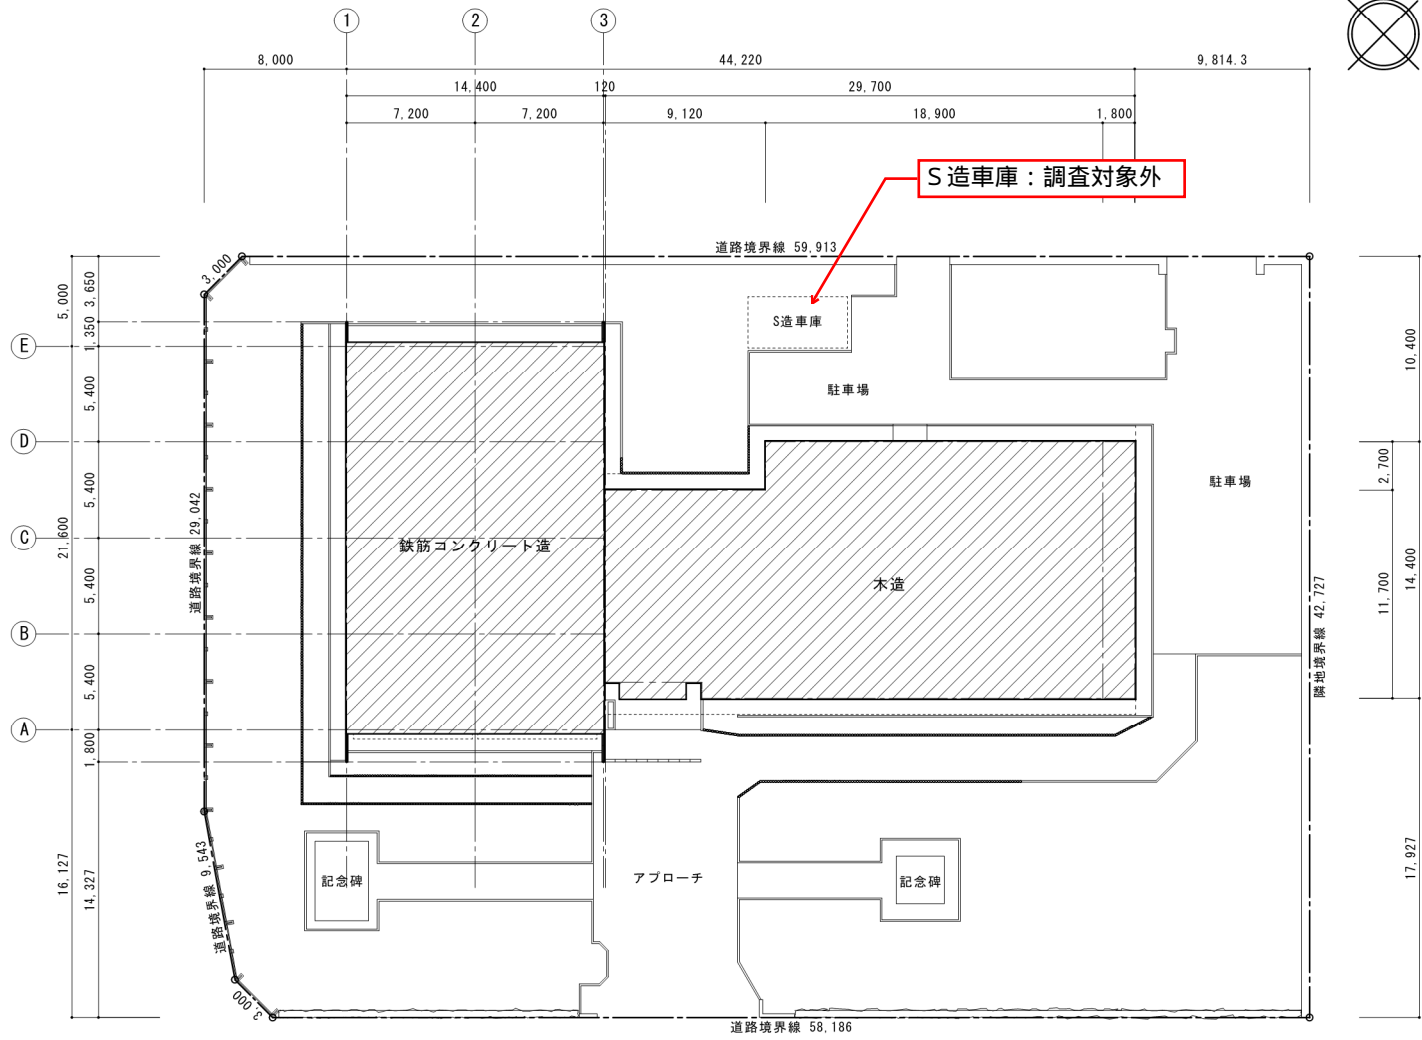 1
2
3
8,000
44,220
9,814.3
14,400
120
29,700
7,200
7,200
9,120
18,900
1,800
S造車庫：調査対象外
道路境界線 59,913
3,000
5,000
3,650
1,350
S造車庫
E
10,400
5,400
駐車場
D
5,400
2,700
駐車場
道路境界線 29,042
21,600
C
鉄筋コンクリート造
5,400
木造
11,700
14,400
B
隣地境界線 42,727
5,400
A
1,800
16,127
14,327
道路境界線 9,543
記念碑
アプローチ
記念碑
17,927
3,000
道路境界線 58,186